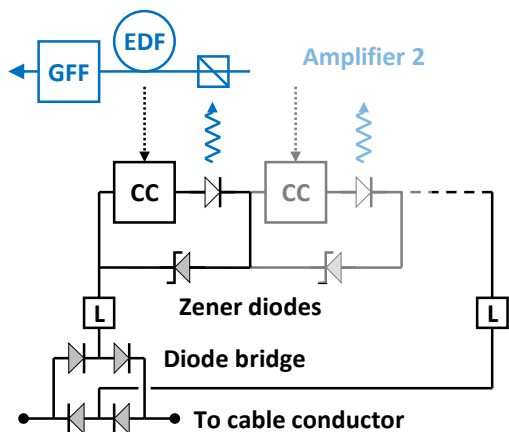 EDF
GFF
Amplifier 2
CC
CC
Zener diodes
L
L
Diode bridge
To cable conductor